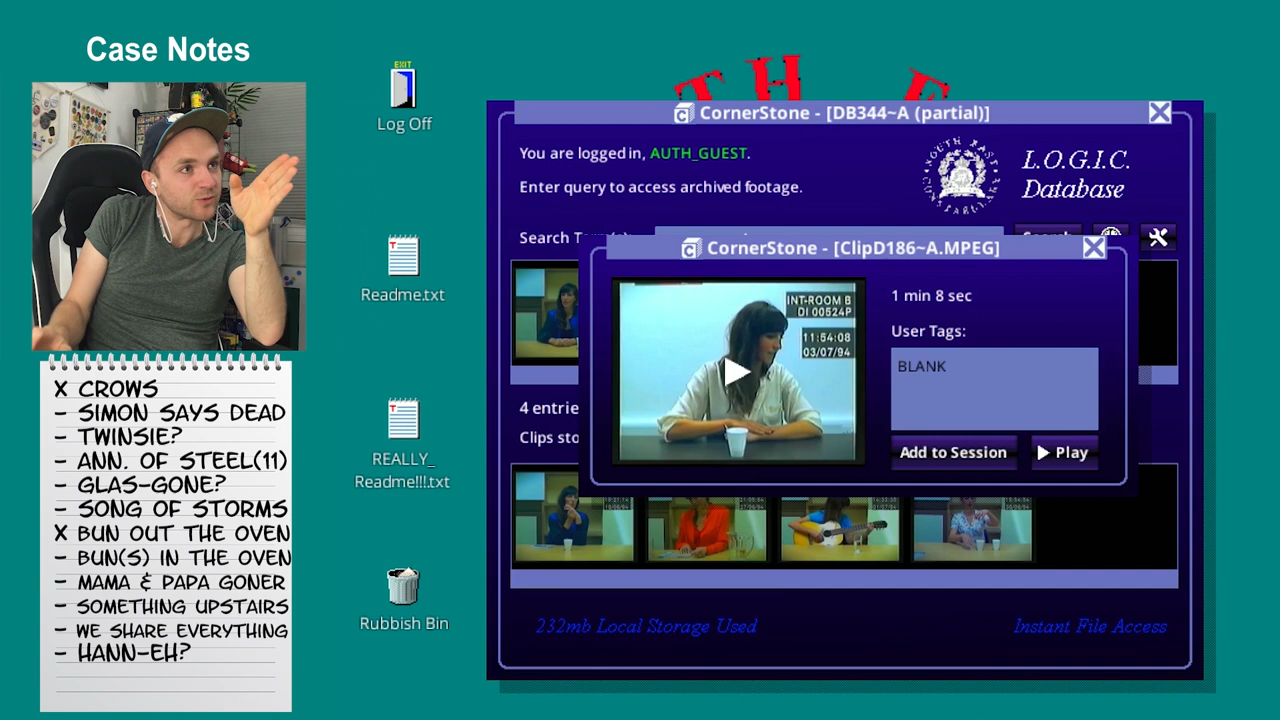 Case Notes
X CROWS
- SIMON SAYS DEAD
- TWINSIE?
- ANN. OF STEEL(11)
- GLAS-GONE?
- SONG OF STORMS
X BUN OUT THE OVEN
- BUN(S) IN THE OVEN
- MAMA & PAPA GONER
- SOMETHING UPSTAIRS
- WE SHARE EVERYTHING
- HANN-EH?
EXIT
Log Off
Readme.txt
REALLY_
Readme!!!.txt
Rubbish Bin
THE
CornerStone - [DB344~A (partial)]
You are logged in, AUTH_GUEST.
Enter query to access archived footage.
L.O.G.I.C.
Database
Search
CornerStone - [ClipD186~A.MPEG]
INT-ROOM B
DI 00524P
11:54:08
03/07/94
1 min 8 sec
User Tags:
BLANK
Add to Session
Play
4 entrie
Clips sto
232mb Local Storage Used
Instant File Access